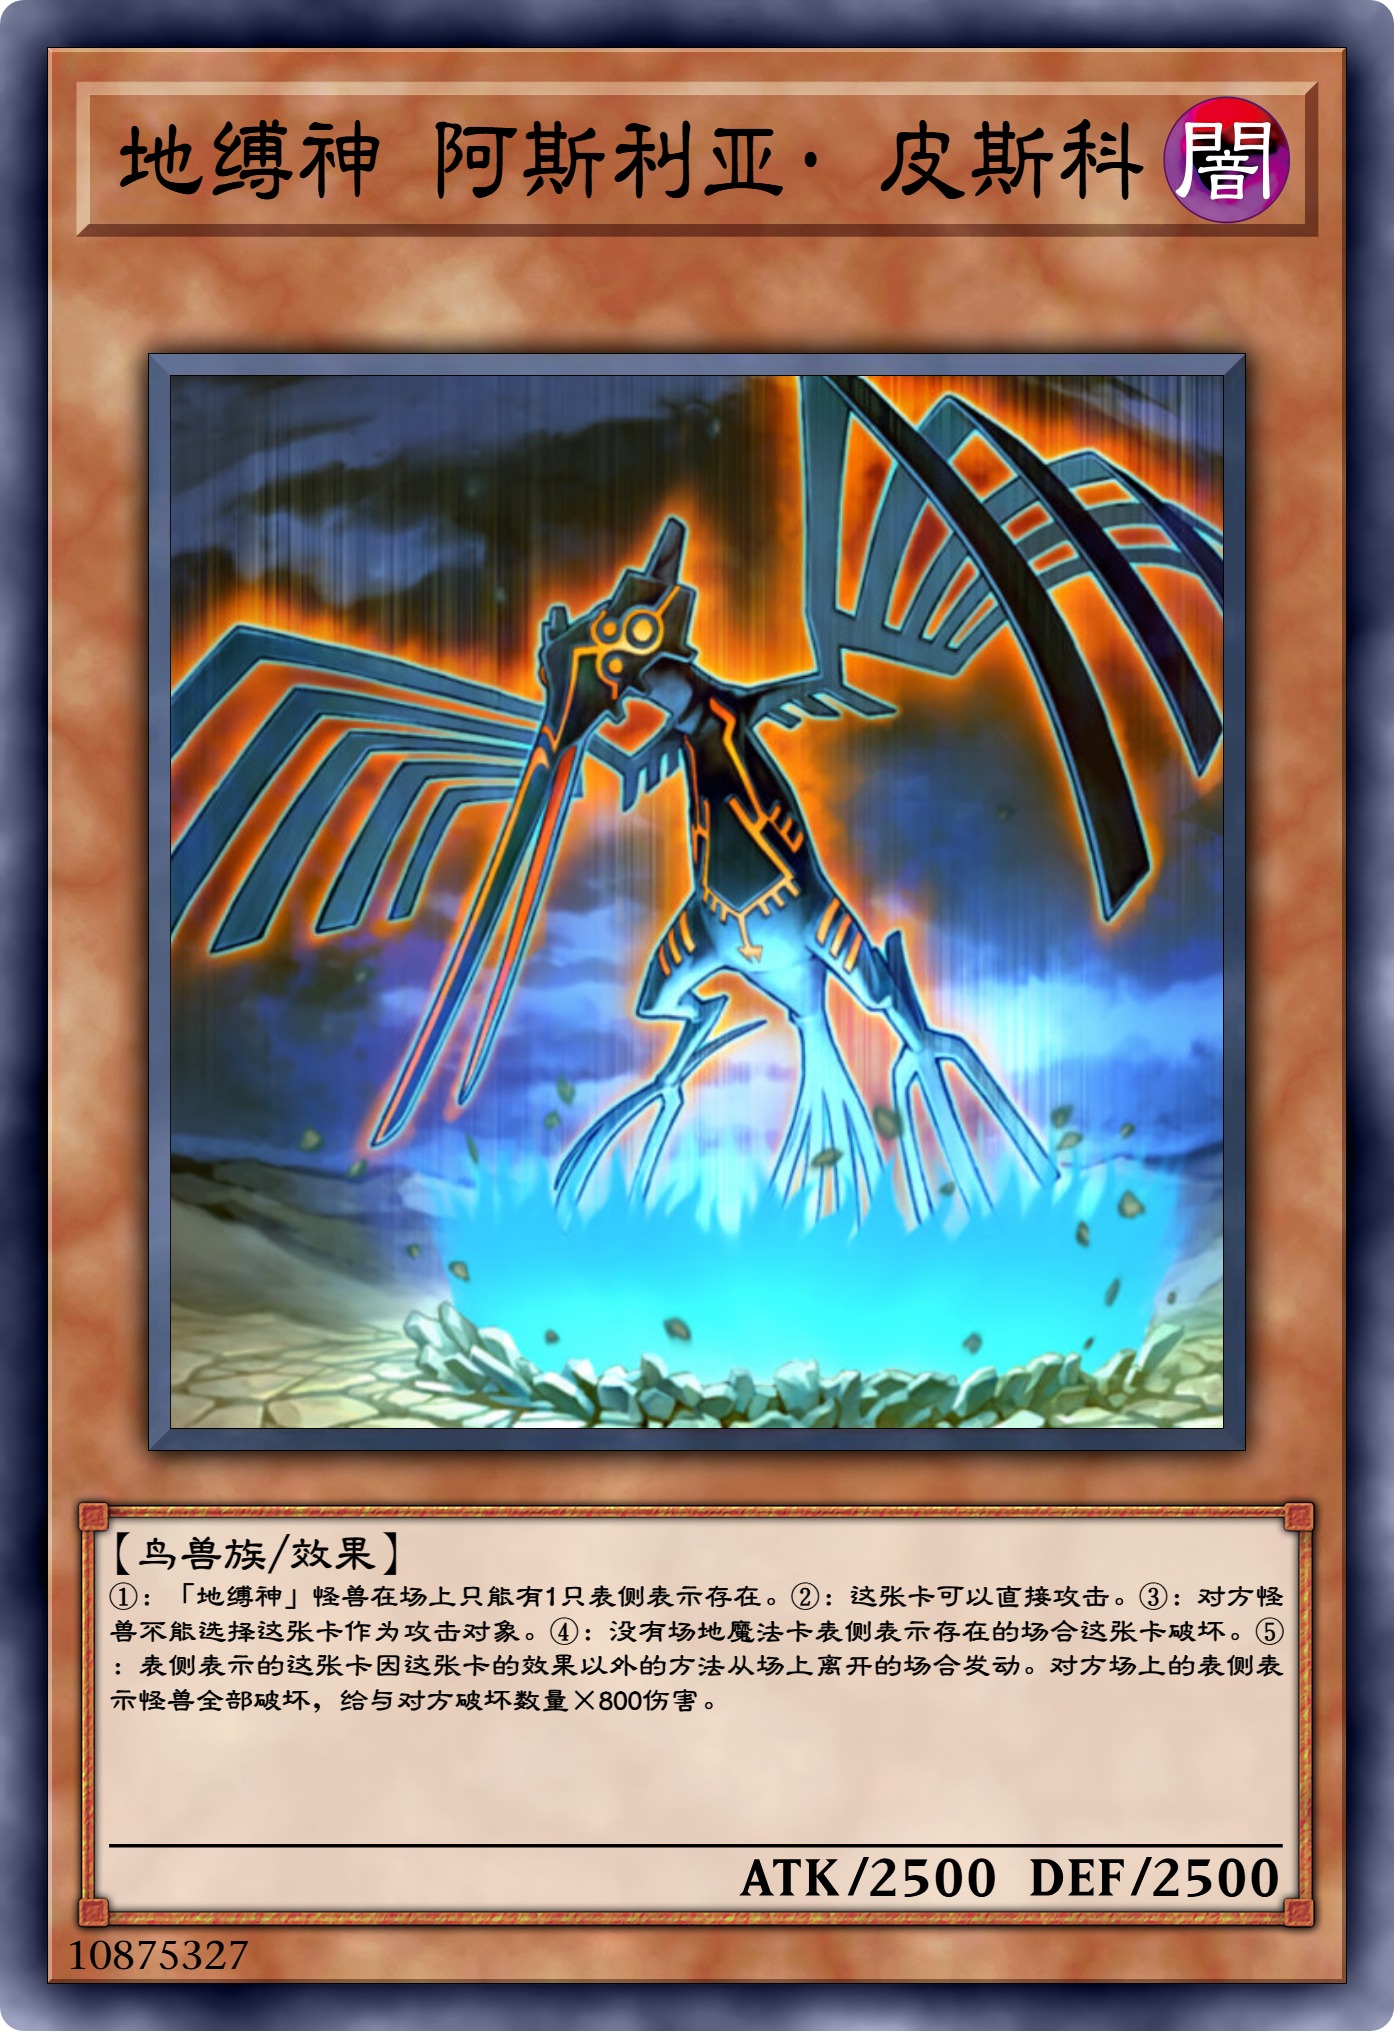 地缚神 阿斯利亚·皮斯科 闇
【鸟兽族/效果】
①：「地缚神」怪兽在场上只能有1只表侧表示存在。②：这张卡可以直接攻击。③：对方怪
兽不能选择这张卡作为攻击对象。④：没有场地魔法卡表侧表示存在的场合这张卡破坏。⑤
：表侧表示的这张卡因这张卡的效果以外的方法从场上离开的场合发动。对方场上的表侧表
示怪兽全部破坏，给与对方破坏数量×800伤害。
ATK/2500 DEF/2500
10875327